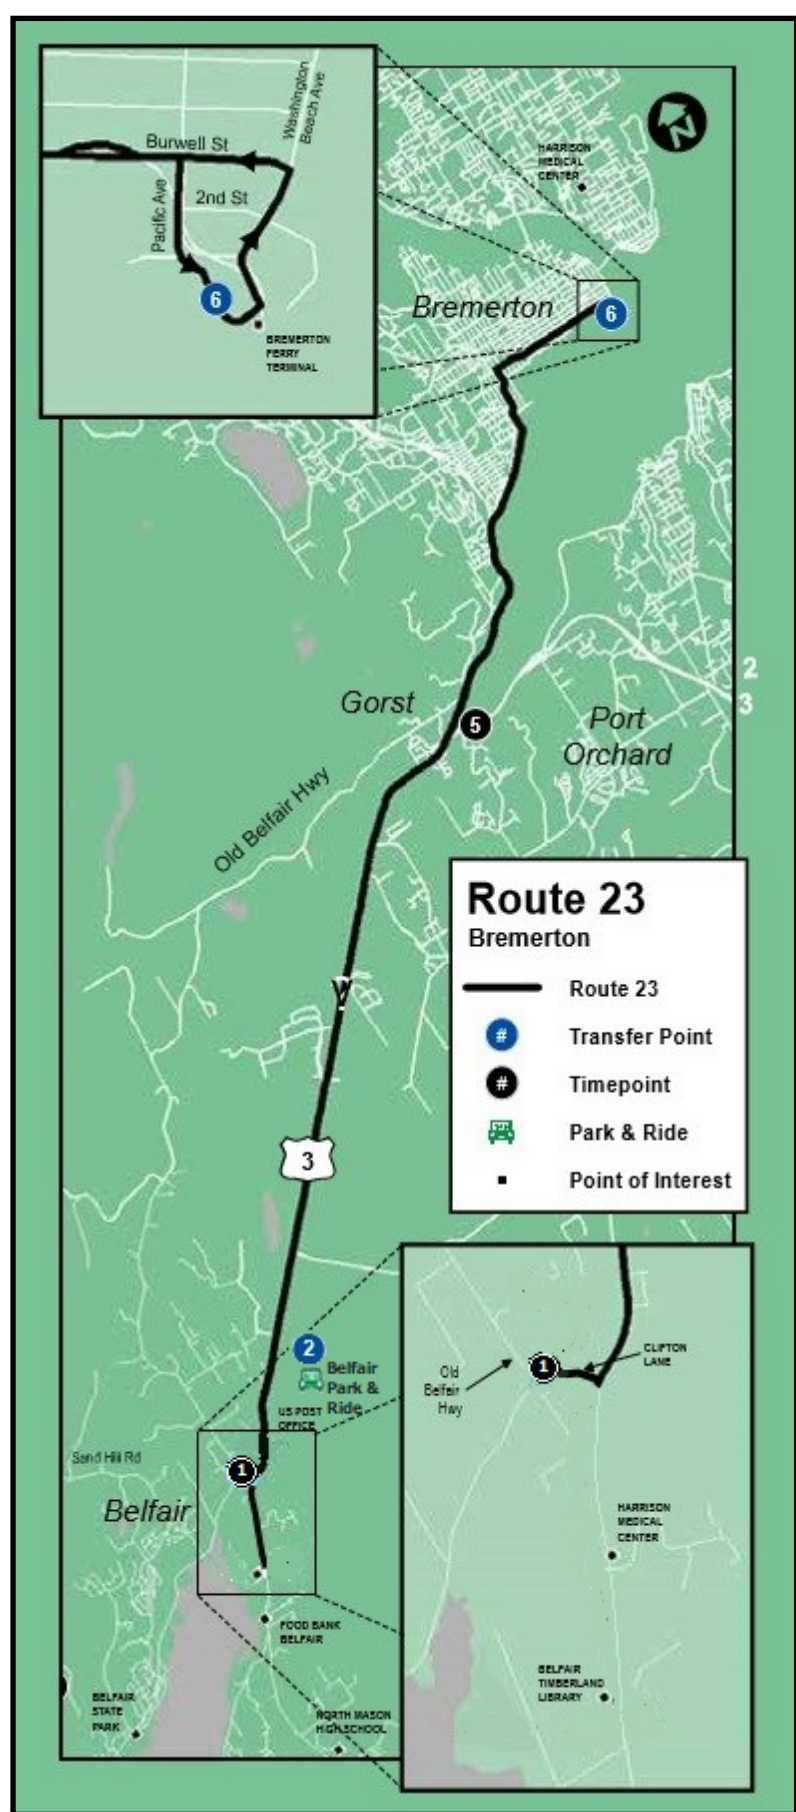 Washington
Beach Ave
Burwell St
Pacific Ave
2nd St
6
BREMERTON
FERRY
TERMINAL
N
HARRISON
MEDICAL
CENTER
Bremerton
6
2
3
Gorst
5
Port
Orchard
Old Belfair Hwy
Route 23
Bremerton
Route 23
# Transfer Point
# Timepoint
Park & Ride
Point of Interest
3
2
Belfair
Park &
Ride
US POST
OFFICE
Sand Hill Rd
1
Belfair
FOOD BANK
BELFAIR
BELFAIR
STATE
PARK
NORTH MASON
HIGH SCHOOL
1
CLIFTON
LANE
Old
Belfair
Hwy
HARRISON
MEDICAL
CENTER
BELFAIR
TIMBERLAND
LIBRARY